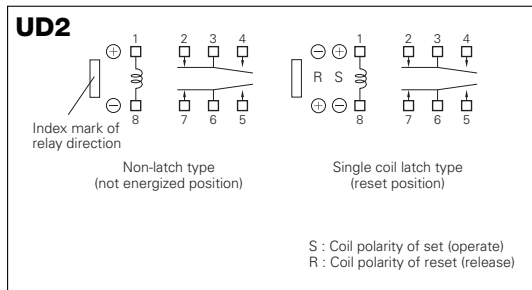 UD2
1 2 3 4
+
−
8 7 6 5
Index mark of
relay direction
Non-latch type
(not energized position)
1 2 3 4
− +
R S
+ −
8 7 6 5
Single coil latch type
(reset position)
S : Coil polarity of set (operate)
R : Coil polarity of reset (release)